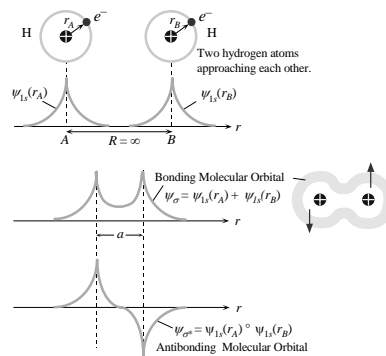 r_A e⁻ r_B e⁻
H H
Two hydrogen atoms
approaching each other.
ψ_1s(r_A) ψ_1s(r_B)
r
A B
R = ∞
Bonding Molecular Orbital
ψ_σ = ψ_1s(r_A) + ψ_1s(r_B)
r
a
r
ψ_σ* = ψ_1s(r_A) ° ψ_1s(r_B)
Antibonding Molecular Orbital